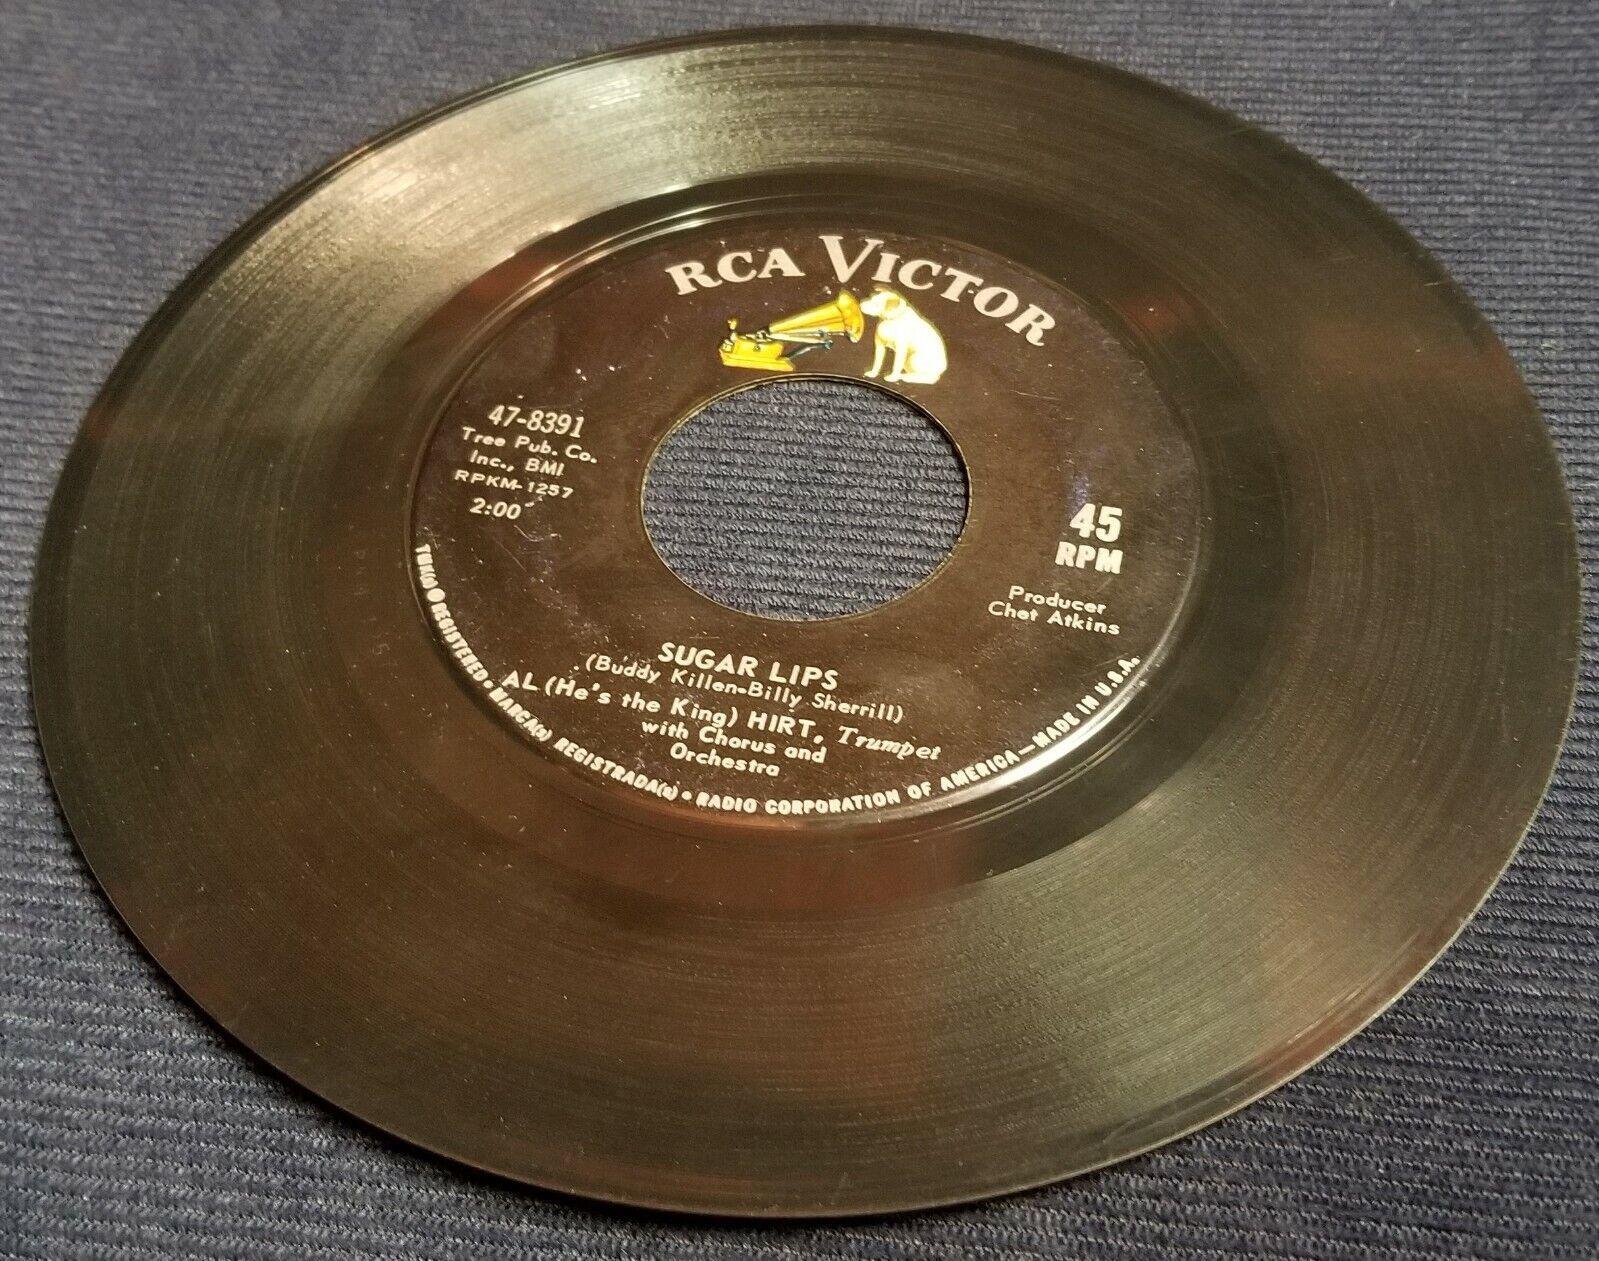 RCA VICTOR
47-8391
Tree Pub. Co.
Inc., BMI
RPKM-1257
2:00
45
RPM
Producer
Chet Atkins
SUGAR LIPS
(Buddy Killen-Billy Sherrill)
AL (He's the King) HIRT, Trumpet
with Chorus and
Orchestra
TMK(s) ® REGISTERED • MARCA(s) REGISTRADA(s) • RADIO CORPORATION OF AMERICA—MADE IN U.S.A.